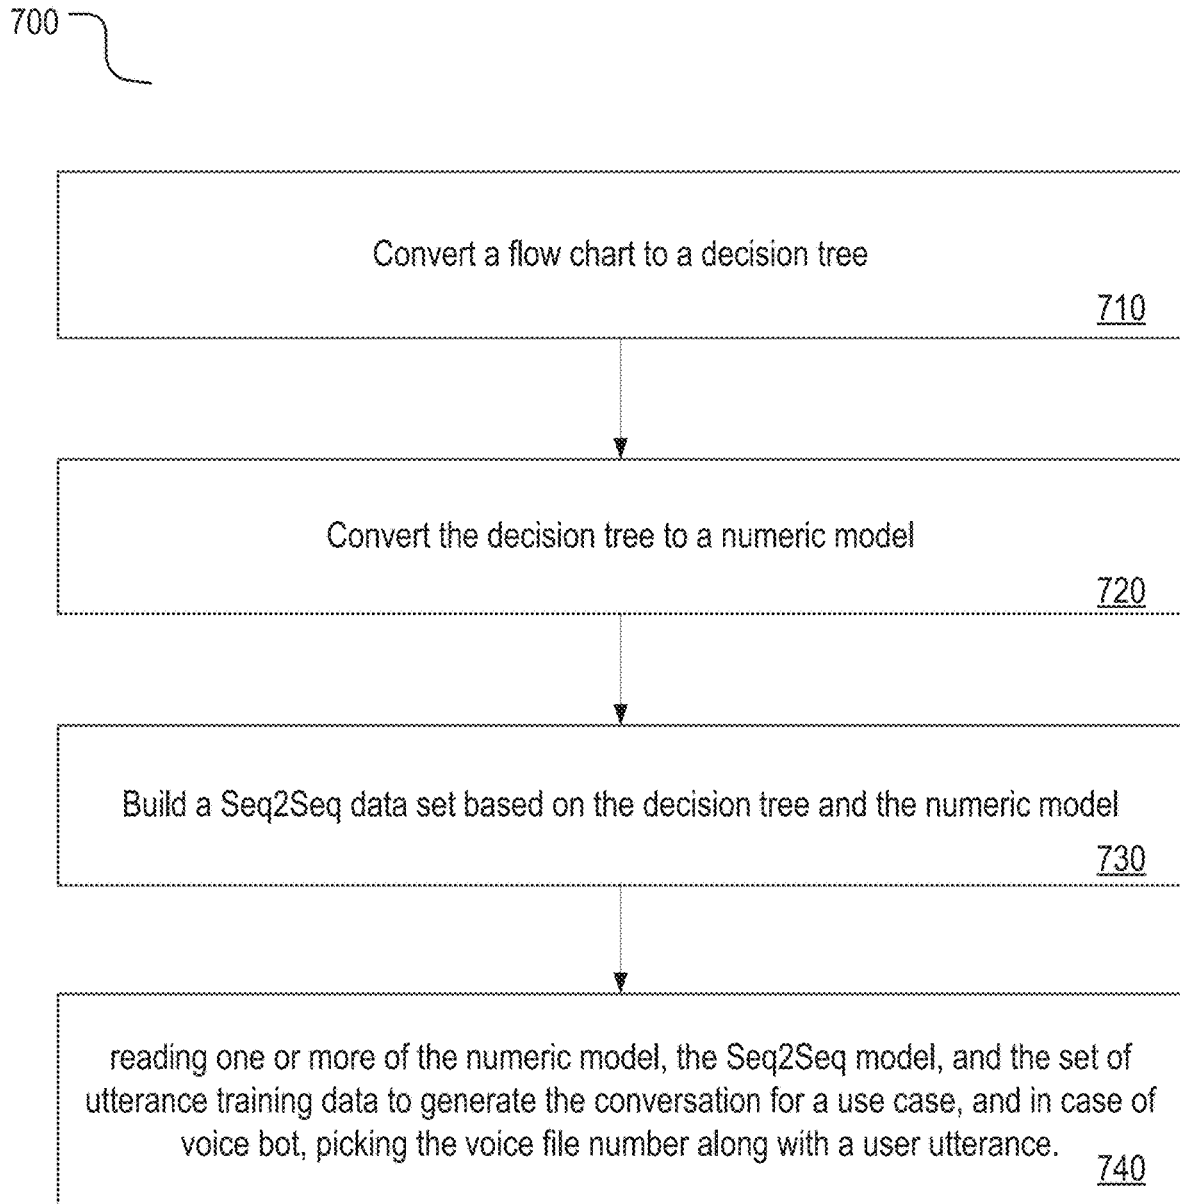 700
Convert a flow chart to a decision tree
710
Convert the decision tree to a numeric model
720
Build a Seq2Seq data set based on the decision tree and the numeric model
730
reading one or more of the numeric model, the Seq2Seq model, and the set of
utterance training data to generate the conversation for a use case, and in case of
voice bot, picking the voice file number along with a user utterance.
740